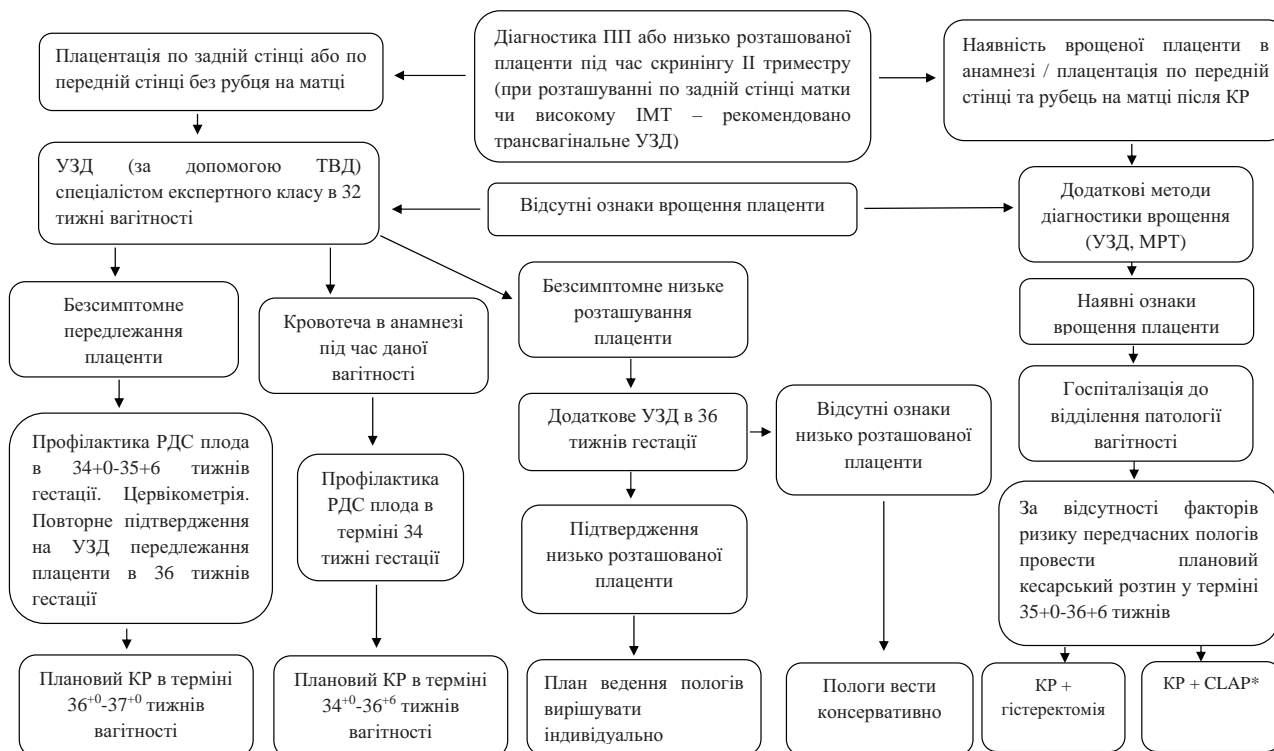 Плацентація по задній стінці або по
передній стінці без рубця на матці
Діагностика ПП або низько розташованої
плаценти під час скринінгу ІІ триместру
(при розташуванні по задній стінці матки
чи високому ІМТ – рекомендовано
трансвагінальне УЗД)
Наявність врощеної плаценти в
анамнезі / плацентація по передній
стінці та рубець на матці після КР
УЗД (за допомогою ТВД)
спеціалістом експертного класу в 32
тижні вагітності
Відсутні ознаки врощення плаценти
Додаткові методи
діагностики врощення
(УЗД, МРТ)
Безсимптомне
передлежання
плаценти
Кровотеча в анамнезі
під час даної
вагітності
Безсимптомне низьке
розташування
плаценти
Наявні ознаки
врощення плаценти
Додаткове УЗД в 36
тижнів гестації
Відсутні ознаки
низько розташованої
плаценти
Госпіталізація до
відділення патології
вагітності
Профілактика РДС плода
в 34+0-35+6 тижнів
гестації. Цервікометрія.
Повторне підтвердження
на УЗД передлежання
плаценти в 36 тижнів
гестації
Профілактика
РДС плода в
терміні 34
тижні гестації
Підтвердження
низько розташованої
плаценти
За відсутності факторів
ризику передчасних пологів
провести плановий
кесарський розтин у терміні
35+0-36+6 тижнів
Плановий КР в терміні
36⁺⁰-37⁺⁰ тижнів
вагітності
Плановий КР в терміні
34⁺⁰-36⁺⁶ тижнів
вагітності
План ведення пологів
вирішувати
індивідуально
Пологи вести
консервативно
КР +
гістеректомія
КР + CLAP*